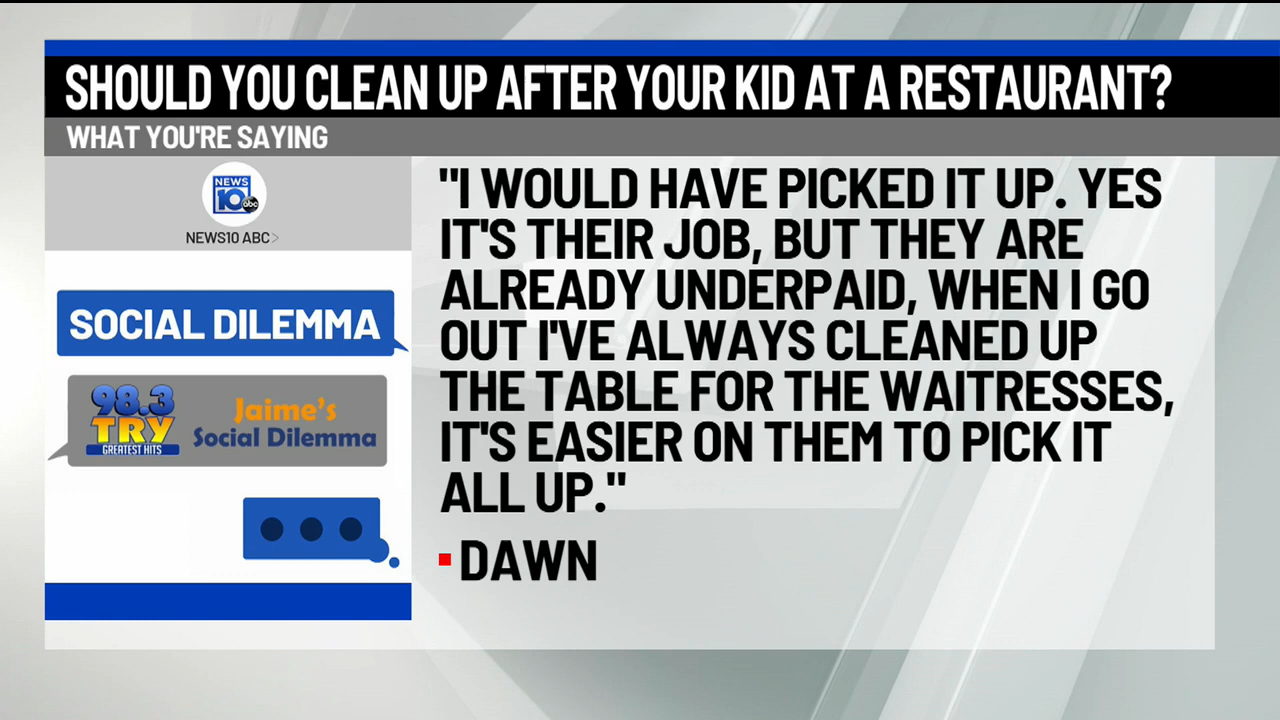 SHOULD YOU CLEAN UP AFTER YOUR KID AT A RESTAURANT?
WHAT YOU'RE SAYING
NEWS
10
abc
NEWS10 ABC>
SOCIAL DILEMMA
98.3
TRY
GREATEST HITS
Jaime's
Social Dilemma
"I WOULD HAVE PICKED IT UP. YES
IT'S THEIR JOB, BUT THEY ARE
ALREADY UNDERPAID, WHEN I GO
OUT I'VE ALWAYS CLEANED UP
THE TABLE FOR THE WAITRESSES,
IT'S EASIER ON THEM TO PICK IT
ALL UP."
DAWN